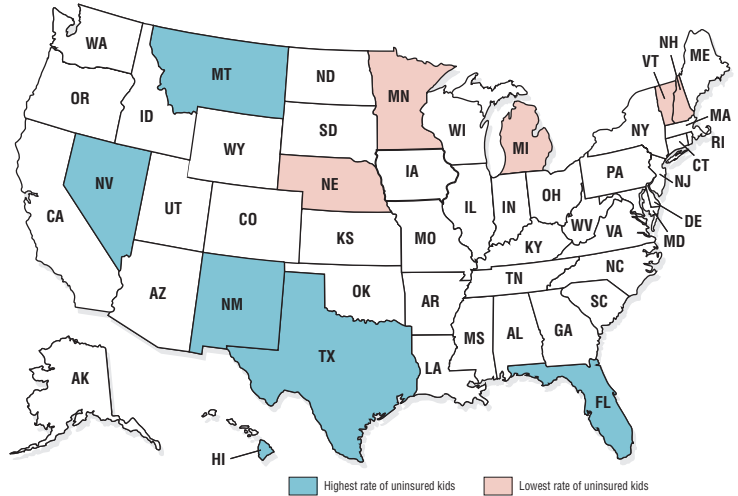 WA
MT
ND
MN
VT
NH
ME
OR
ID
SD
WI
MI
NY
MA
RI
CT
WY
NE
IA
PA
NJ
NV
UT
CO
IL
IN
OH
DE
MD
CA
KS
MO
KY
WV
VA
AZ
NM
OK
AR
TN
NC
SC
TX
LA
MS
AL
GA
AK
FL
HI
Highest rate of uninsured kids
Lowest rate of uninsured kids